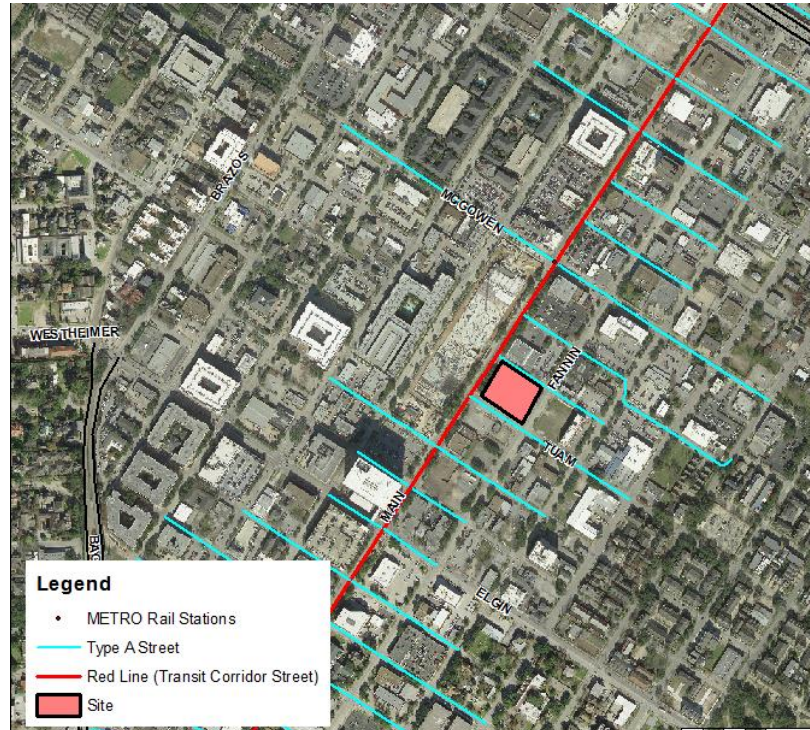 BRAZOS
MCGOWEN
WESTHEIMER
FANNIN
TUAM
MAIN
ELGIN
BAG
Legend
METRO Rail Stations
Type A Street
Red Line (Transit Corridor Street)
Site